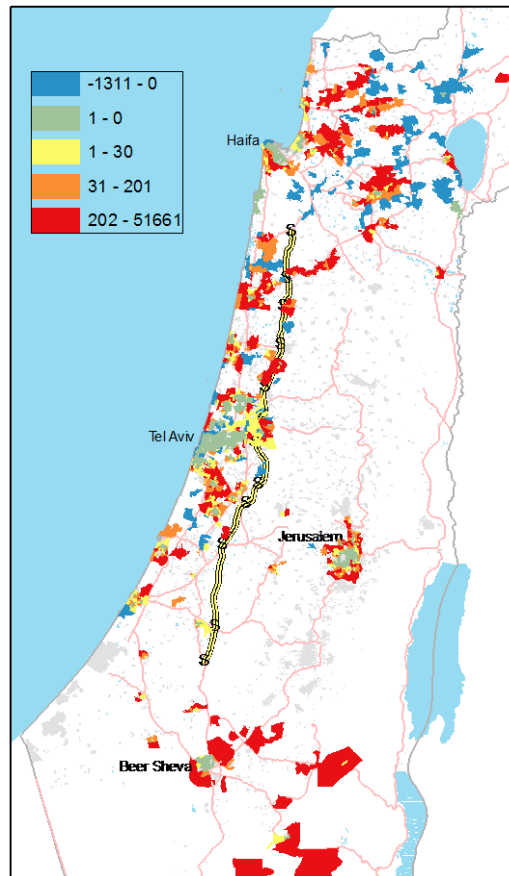 -1311 - 0
1 - 0
1 - 30
31 - 201
202 - 51661
Haifa
$
$
$
$
$
Tel Aviv
$
$
$
Jerusalem
$
$
Beer Sheva